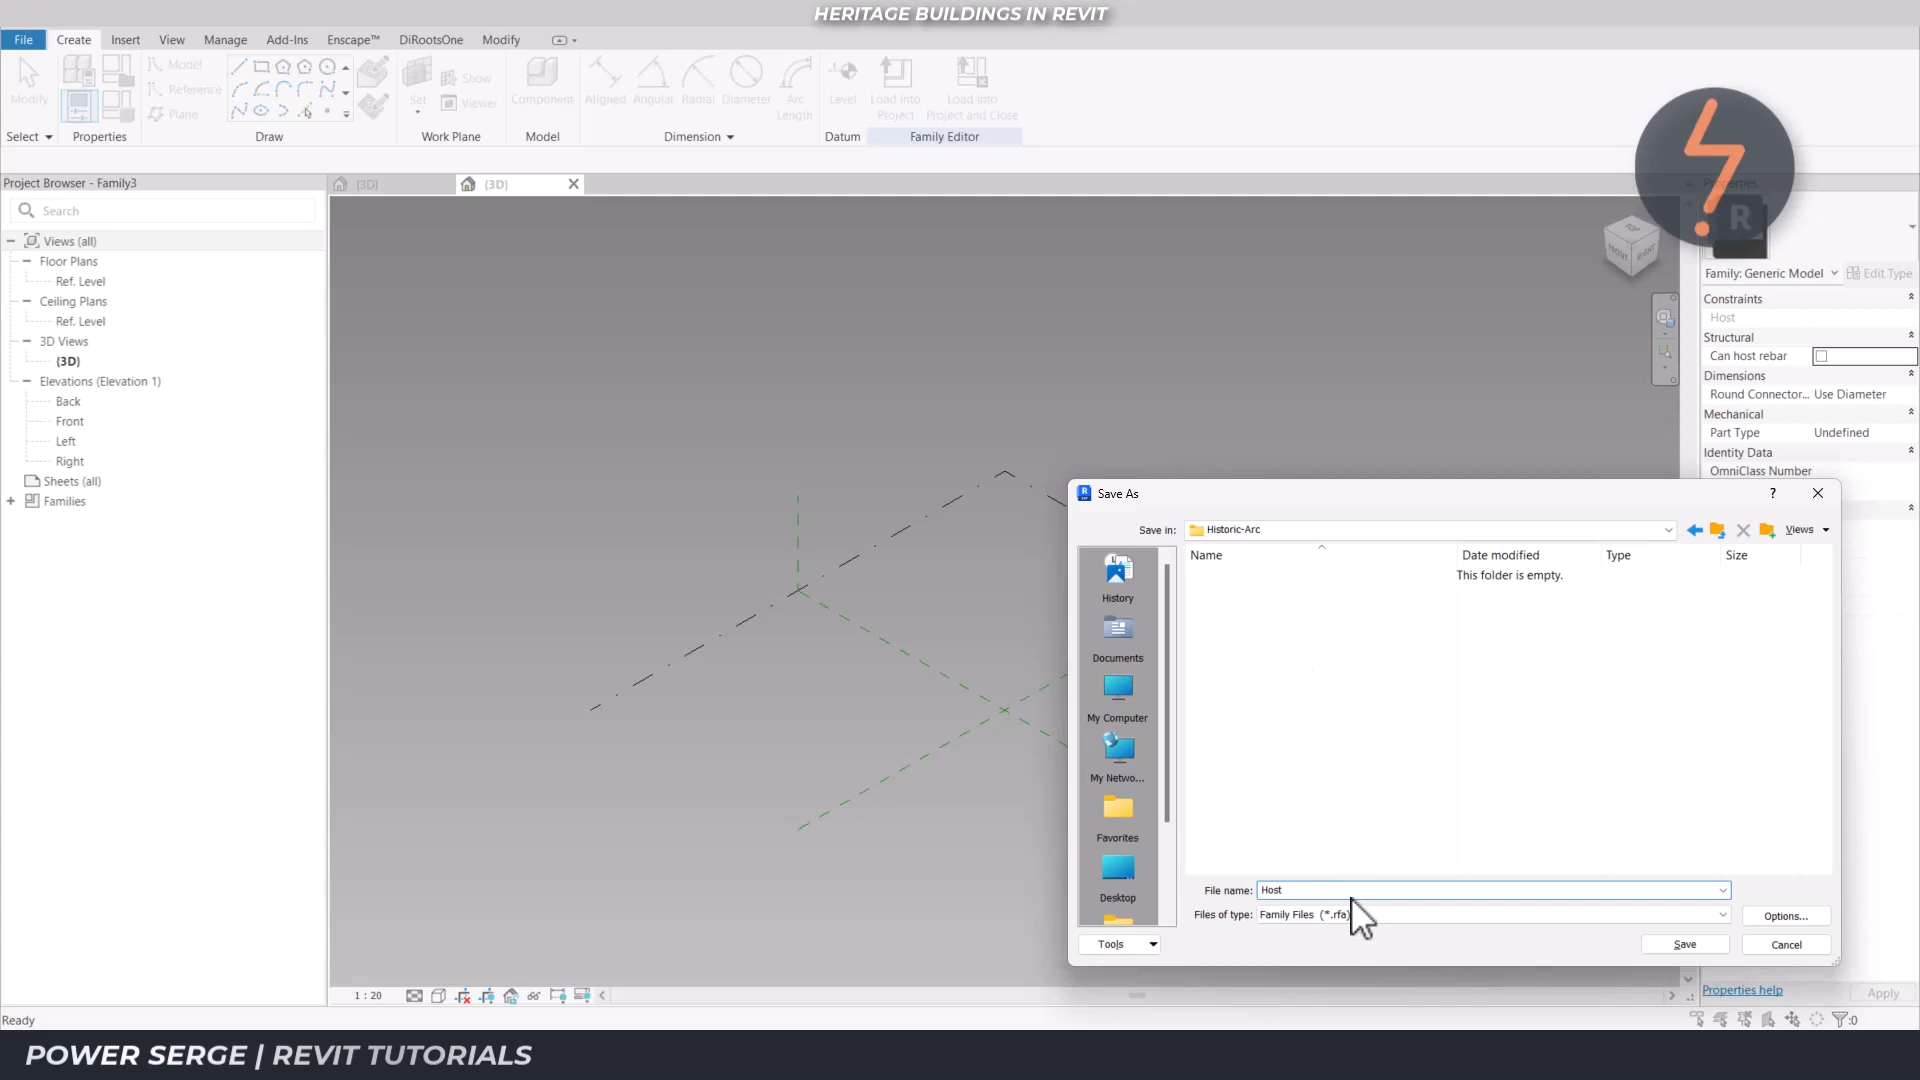 HERITAGE BUILDINGS IN REVIT
File Create Insert View Manage Add-Ins Enscape™ DiRootsOne Modify
Modify
Model
Reference
Plane
Set
Show
Viewer
Component
Aligned Angular Radial Diameter Arc Length
Level
Load into Project
Load into Project and Close
Select Properties Draw Work Plane Model Dimension Datum Family Editor
Project Browser - Family3
(3D)
(3D)
Properties
Search
Views (all)
Floor Plans
Ref. Level
Ceiling Plans
Ref. Level
3D Views
(3D)
Elevations (Elevation 1)
Back
Front
Left
Right
Sheets (all)
Families
TOP
FRONT
RIGHT
R
Family: Generic Model Edit Type
Constraints
Host
Structural
Can host rebar
Dimensions
Round Connector... Use Diameter
Mechanical
Part Type Undefined
Identity Data
OmniClass Number
Save As
Save in: Historic-Arc Views
Name Date modified Type Size
This folder is empty.
History
Documents
My Computer
My Netwo...
Favorites
Desktop
File name: Host
Files of type: Family Files (*.rfa)
Options...
Tools Save Cancel
1 : 20
Properties help Apply
Ready
:0
POWER SERGE | REVIT TUTORIALS